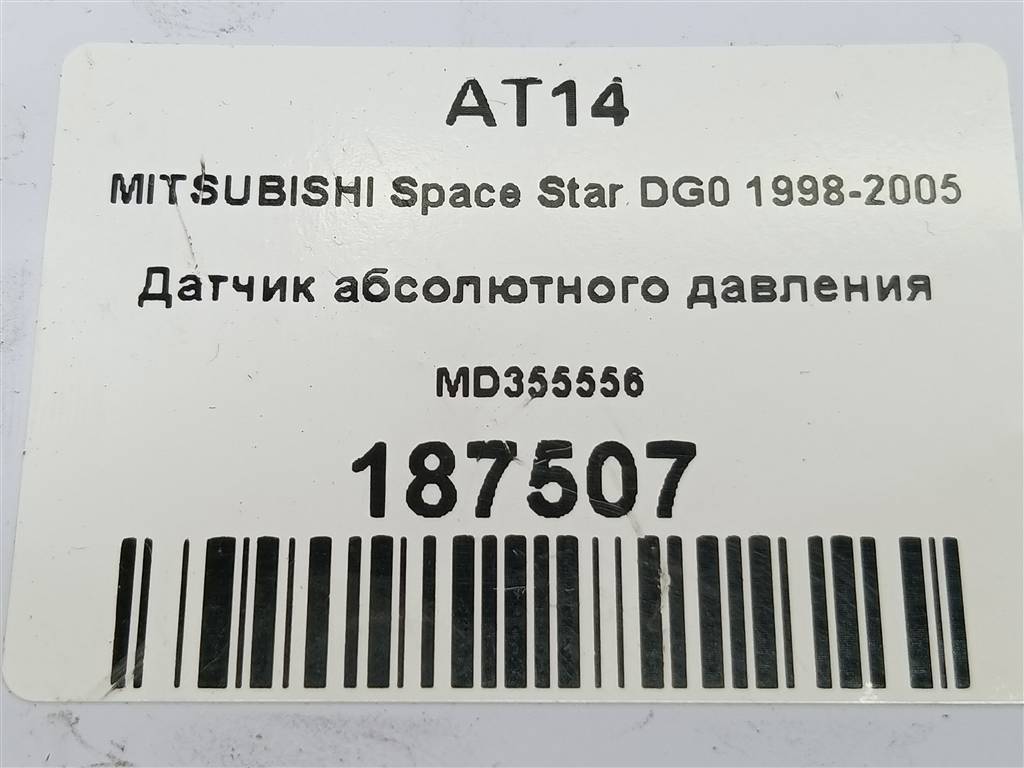 AT14
MITSUBISHI Space Star DG0 1998-2005
Датчик абсолютного давления
MD355556
187507